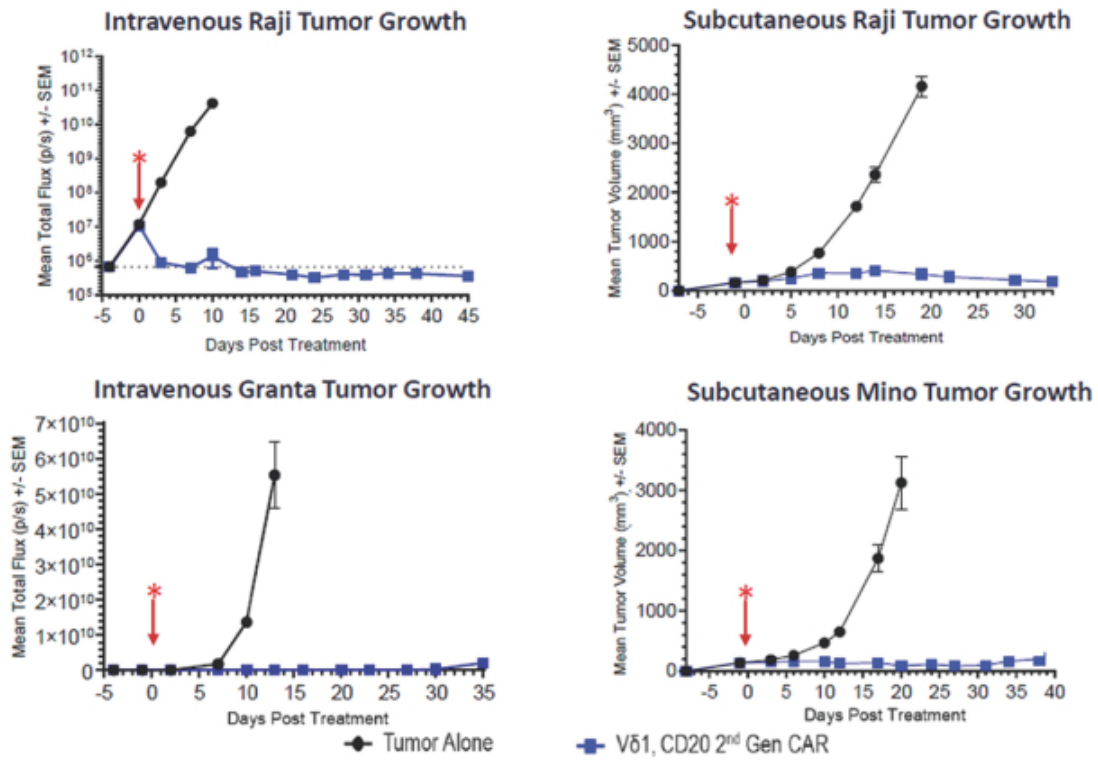 Intravenous Raji Tumor Growth
Mean Total Flux (p/s) +/- SEM
10¹²
10¹¹
10¹⁰
10⁹
10⁸
10⁷
10⁶
10⁵
*
-5 0 5 10 15 20 25 30 35 40 45
Days Post Treatment
Subcutaneous Raji Tumor Growth
Mean Tumor Volume (mm³) +/- SEM
5000
4000
3000
2000
1000
0
*
-5 0 5 10 15 20 25 30
Days Post Treatment
Intravenous Granta Tumor Growth
Mean Total Flux (p/s) +/- SEM
7×10¹⁰
6×10¹⁰
5×10¹⁰
4×10¹⁰
3×10¹⁰
2×10¹⁰
1×10¹⁰
0
*
-5 0 5 10 15 20 25 30 35
Days Post Treatment
Subcutaneous Mino Tumor Growth
Mean Tumor Volume (mm³) +/- SEM
4000
3000
2000
1000
0
*
-5 0 5 10 15 20 25 30 35 40
Days Post Treatment
Tumor Alone
Vδ1, CD20 2ⁿᵈ Gen CAR